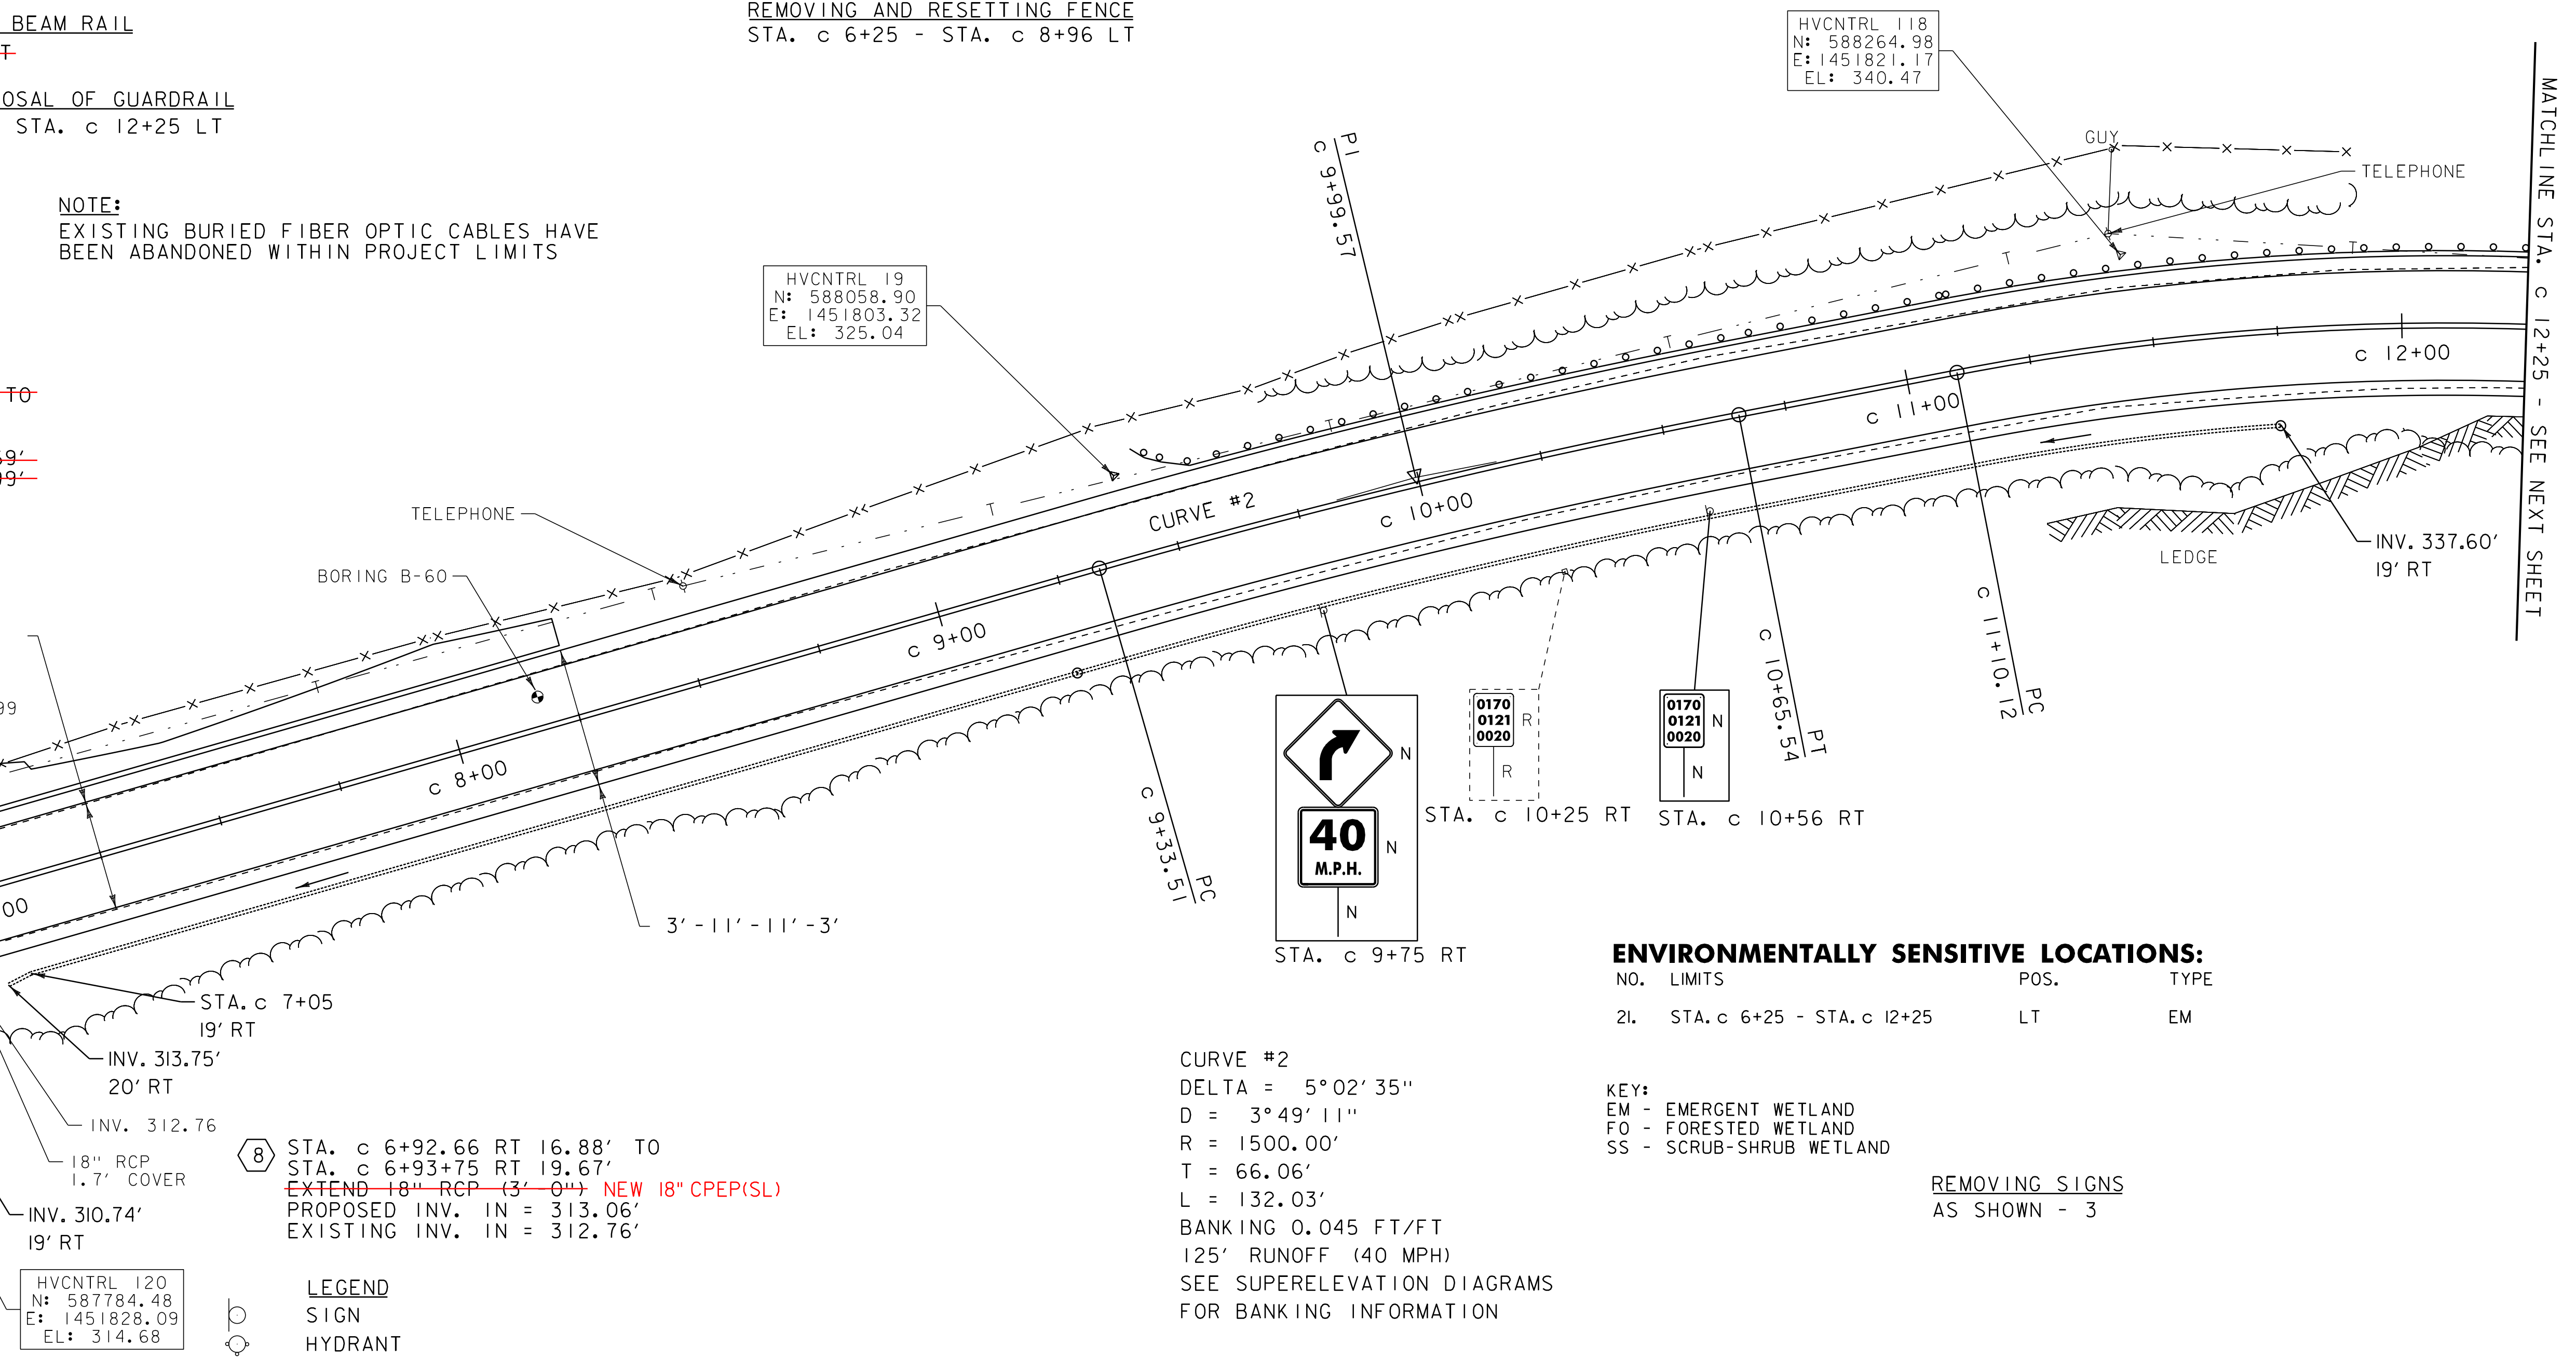 BEAM RAIL
T
OSAL OF GUARDRAIL
STA. c 12+25 LT
REMOVING AND RESETTING FENCE
STA. c 6+25 - STA. c 8+96 LT
HVCNTRL 118
N: 588264.98
E:1451821.17
EL: 340.47
NOTE:
EXISTING BURIED FIBER OPTIC CABLES HAVE
BEEN ABANDONED WITHIN PROJECT LIMITS
HVCNTRL 19
N: 588058.90
E: 1451803.32
EL: 325.04
PI
c 9+99.57
GUY
TELEPHONE
MATCHLINE STA. c 12+25 - SEE NEXT SHEET
TO
59'
99'
TELEPHONE
BORING B-60
T
T
T
T
T
T
T
CURVE #2
c 8+00
c 9+00
c 10+00
c 11+00
c 12+00
00
99
INV. 337.60'
19' RT
LEDGE
PC
c 9+33.51
PT
c 10+65.54
PC
c 11+10.12
3'-11'-11'-3'
N
40
M.P.H.
N
N
STA. c 9+75 RT
0170
0121
0020
R
R
STA. c 10+25 RT
0170
0121
0020
N
N
STA. c 10+56 RT
STA. c 7+05
19' RT
INV. 313.75'
20' RT
INV. 312.76
18" RCP
1.7' COVER
INV. 310.74'
19' RT
8
STA. c 6+92.66 RT 16.88' TO
STA. c 6+93+75 RT 19.67'
EXTEND 18" RCP (3'-0") NEW 18" CPEP(SL)
PROPOSED INV. IN = 313.06'
EXISTING INV. IN = 312.76'
HVCNTRL 120
N: 587784.48
E: 1451828.09
EL: 314.68
LEGEND
SIGN
HYDRANT
CURVE #2
DELTA = 5°02'35"
D = 3°49'11"
R = 1500.00'
T = 66.06'
L = 132.03'
BANKING 0.045 FT/FT
125' RUNOFF (40 MPH)
SEE SUPERELEVATION DIAGRAMS
FOR BANKING INFORMATION
ENVIRONMENTALLY SENSITIVE LOCATIONS:
NO. LIMITS POS. TYPE
21. STA. c 6+25 - STA. c 12+25 LT EM
KEY:
EM - EMERGENT WETLAND
FO - FORESTED WETLAND
SS - SCRUB-SHRUB WETLAND
REMOVING SIGNS
AS SHOWN - 3